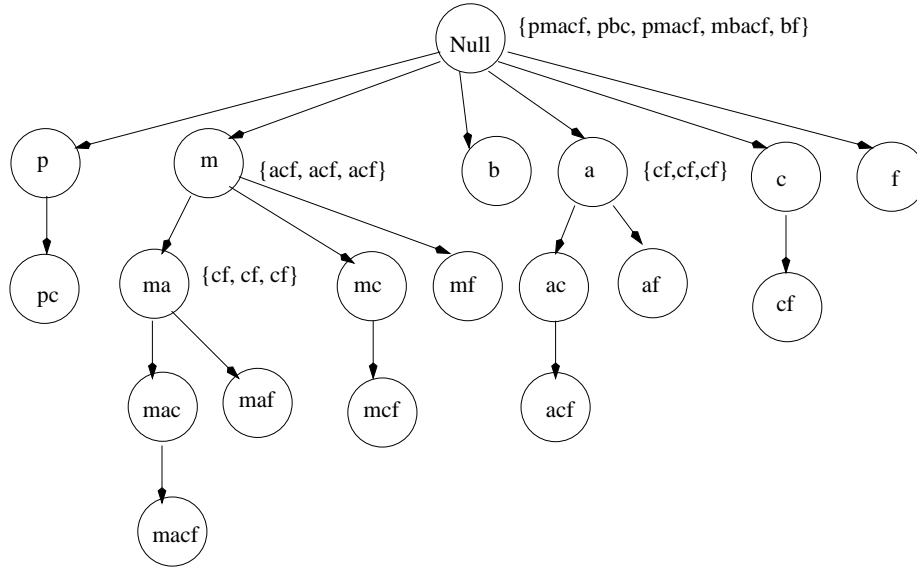 Null {pmacf, pbc, pmacf, mbacf, bf}
p m {acf, acf, acf} b a {cf,cf,cf} c f
pc ma {cf, cf, cf} mc mf ac af cf
mac maf mcf acf
macf